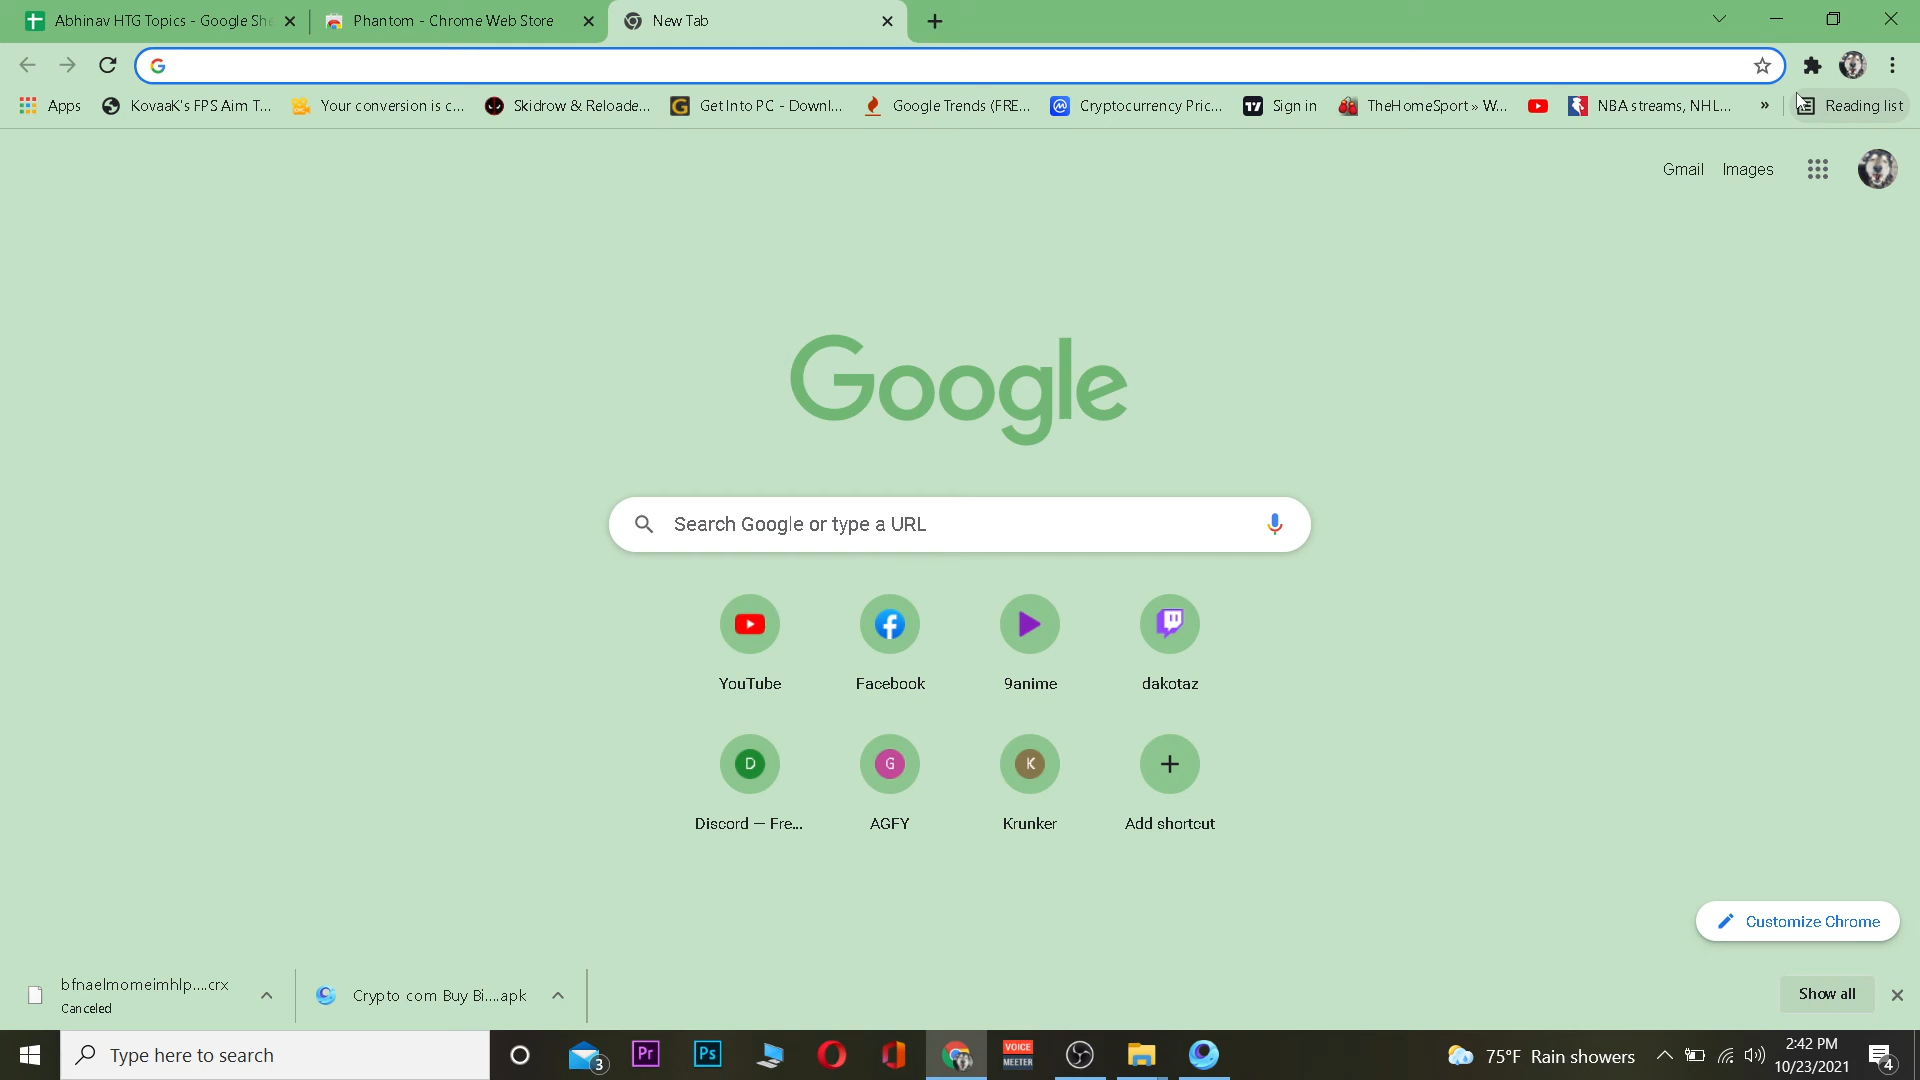 Abhinav HTG Topics - Google She
Phantom - Chrome Web Store
New Tab
Apps
KovaaK's FPS Aim T...
Your conversion is c...
Skidrow & Reloade...
Get Into PC - Downl...
Google Trends (FRE...
Cryptocurrency Pric...
Sign in
TheHomeSport » W...
NBA streams, NHL...
»
Reading list
Gmail
Images
Google
Search Google or type a URL
YouTube
Facebook
9anime
dakotaz
D
G
K
Discord — Fre...
AGFY
Krunker
Add shortcut
Customize Chrome
bfnaelmomeimhlp....crx
Canceled
Crypto com Buy Bi....apk
Show all
Type here to search
3
Pr
Ps
VOICE
MEETER
75°F Rain showers
2:42 PM
10/23/2021
4